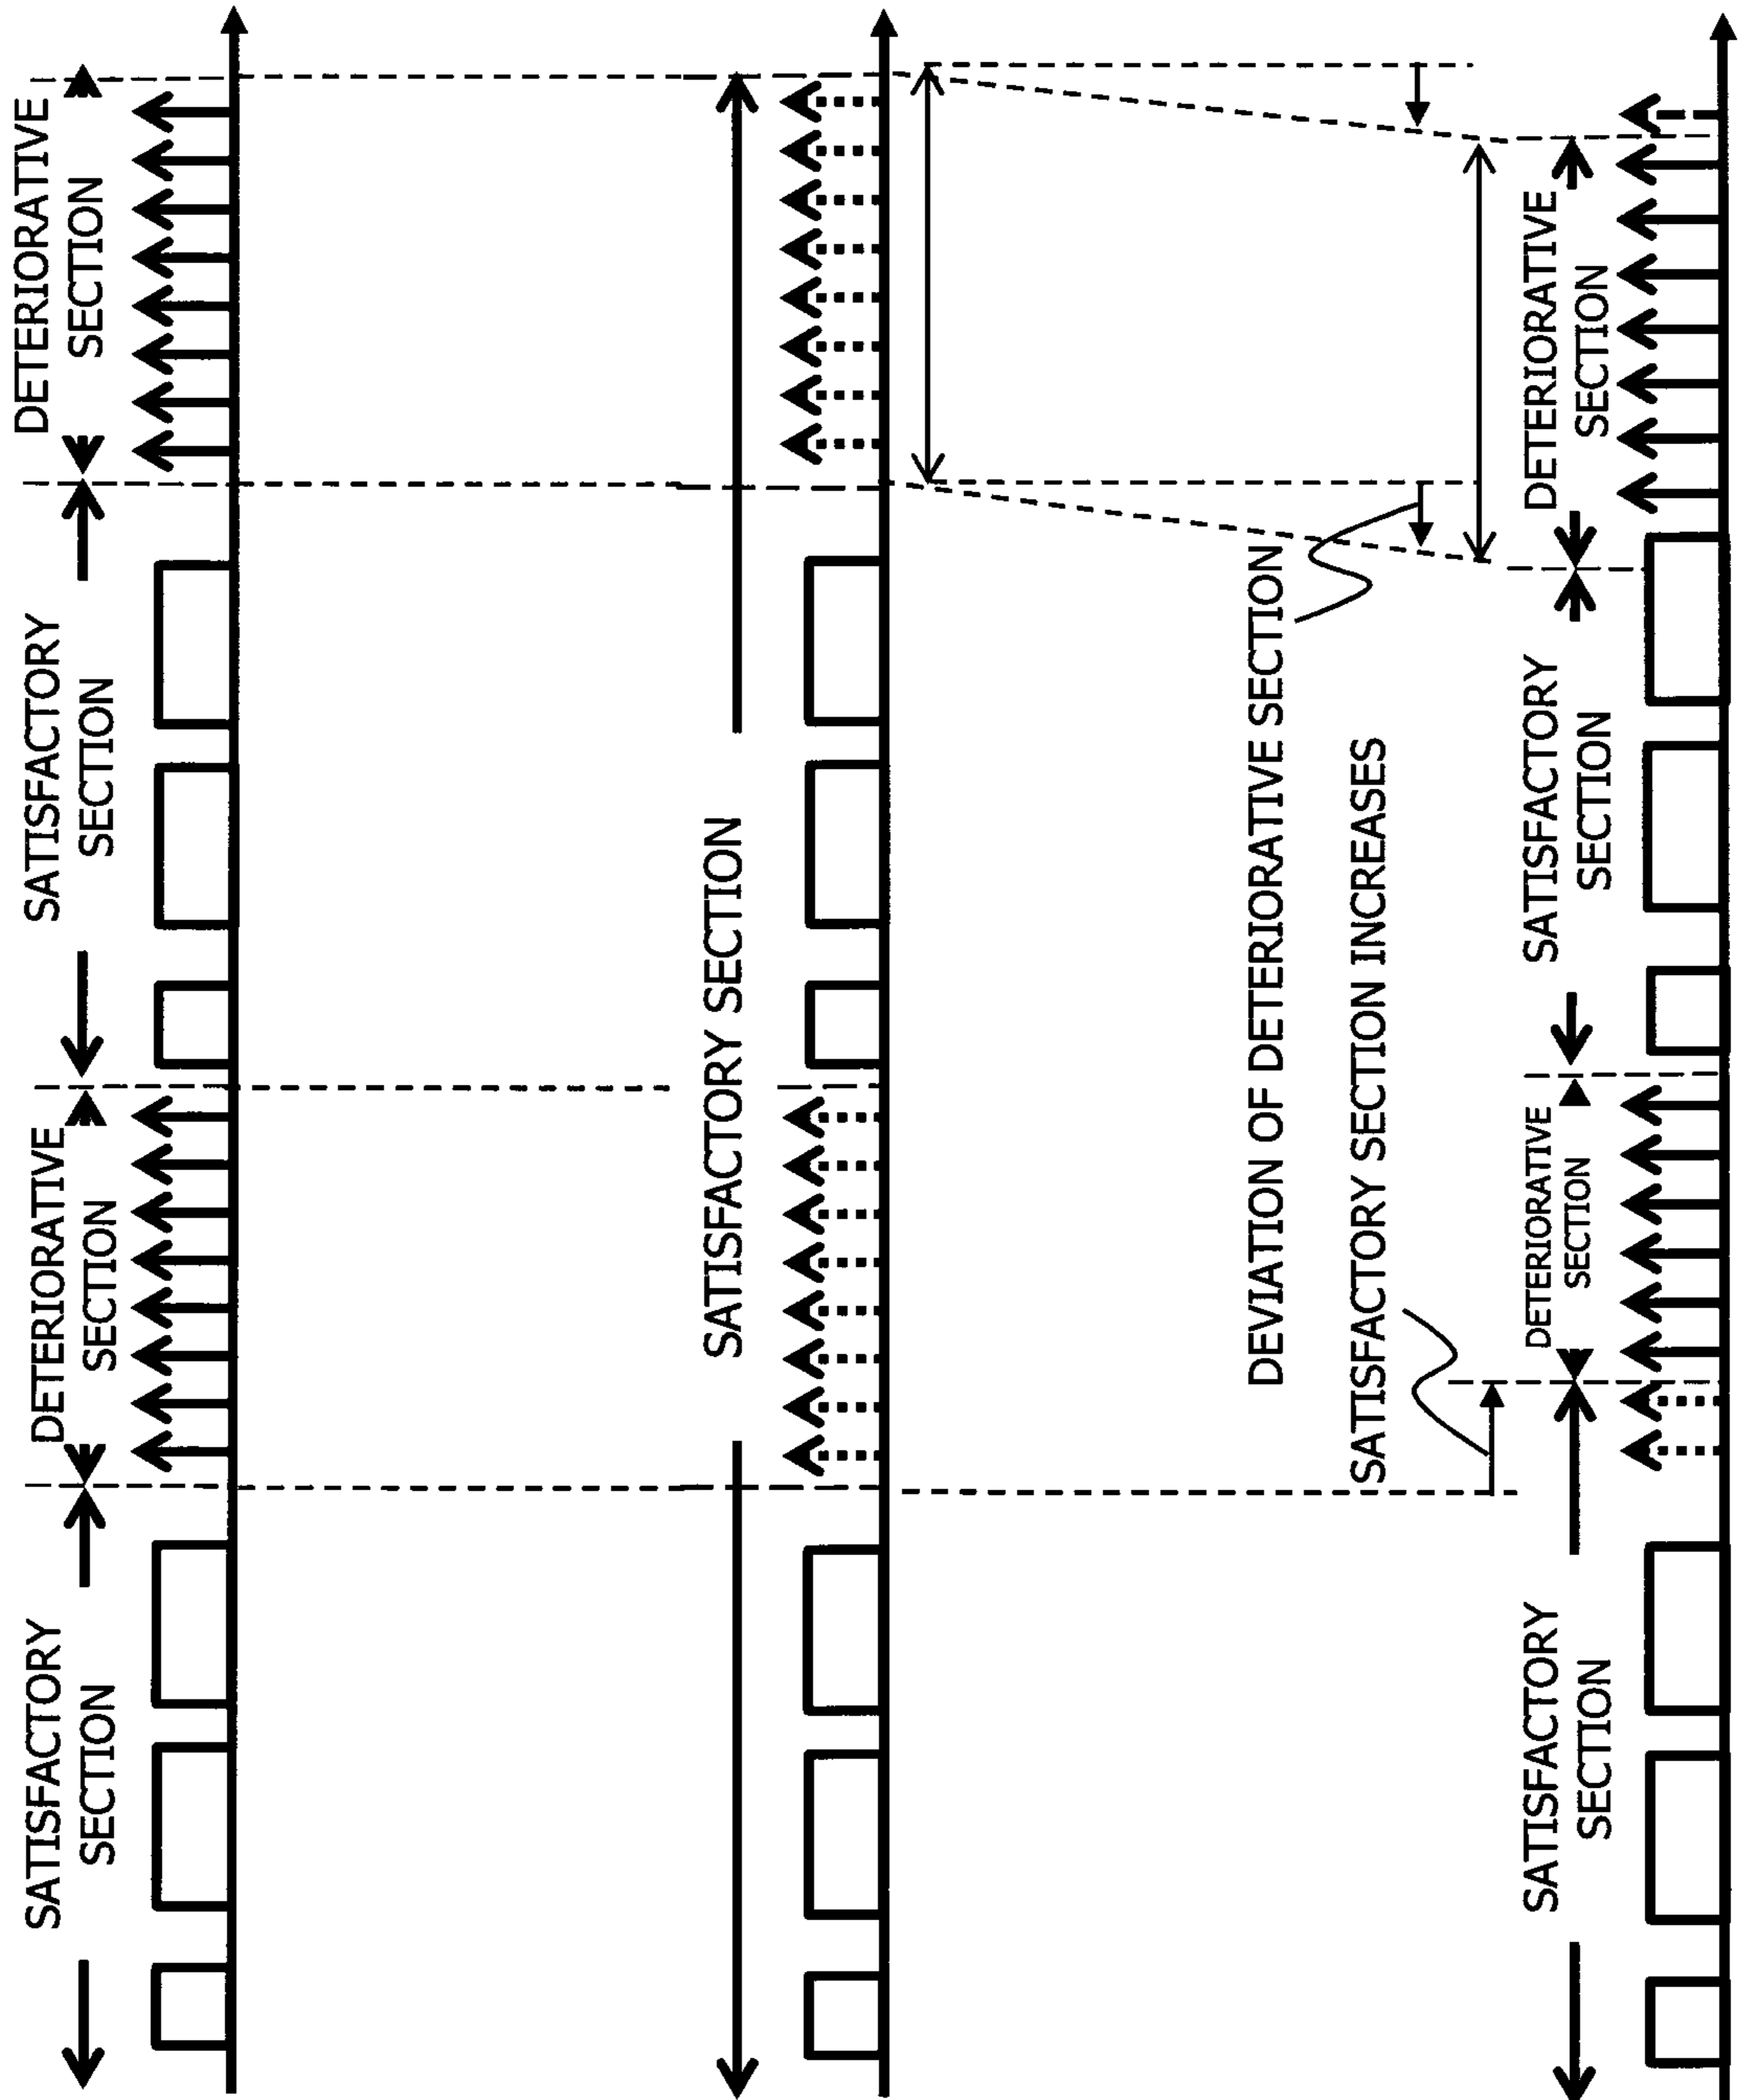 SATISFACTORY
SECTION
DETERIORATIVE
SECTION
SATISFACTORY
SECTION
DETERIORATIVE
SECTION
SATISFACTORY SECTION
DEVIATION OF DETERIORATIVE SECTION
SATISFACTORY SECTION INCREASES
SATISFACTORY
SECTION
DETERIORATIVE
SECTION
SATISFACTORY
SECTION
DETERIORATIVE
SECTION